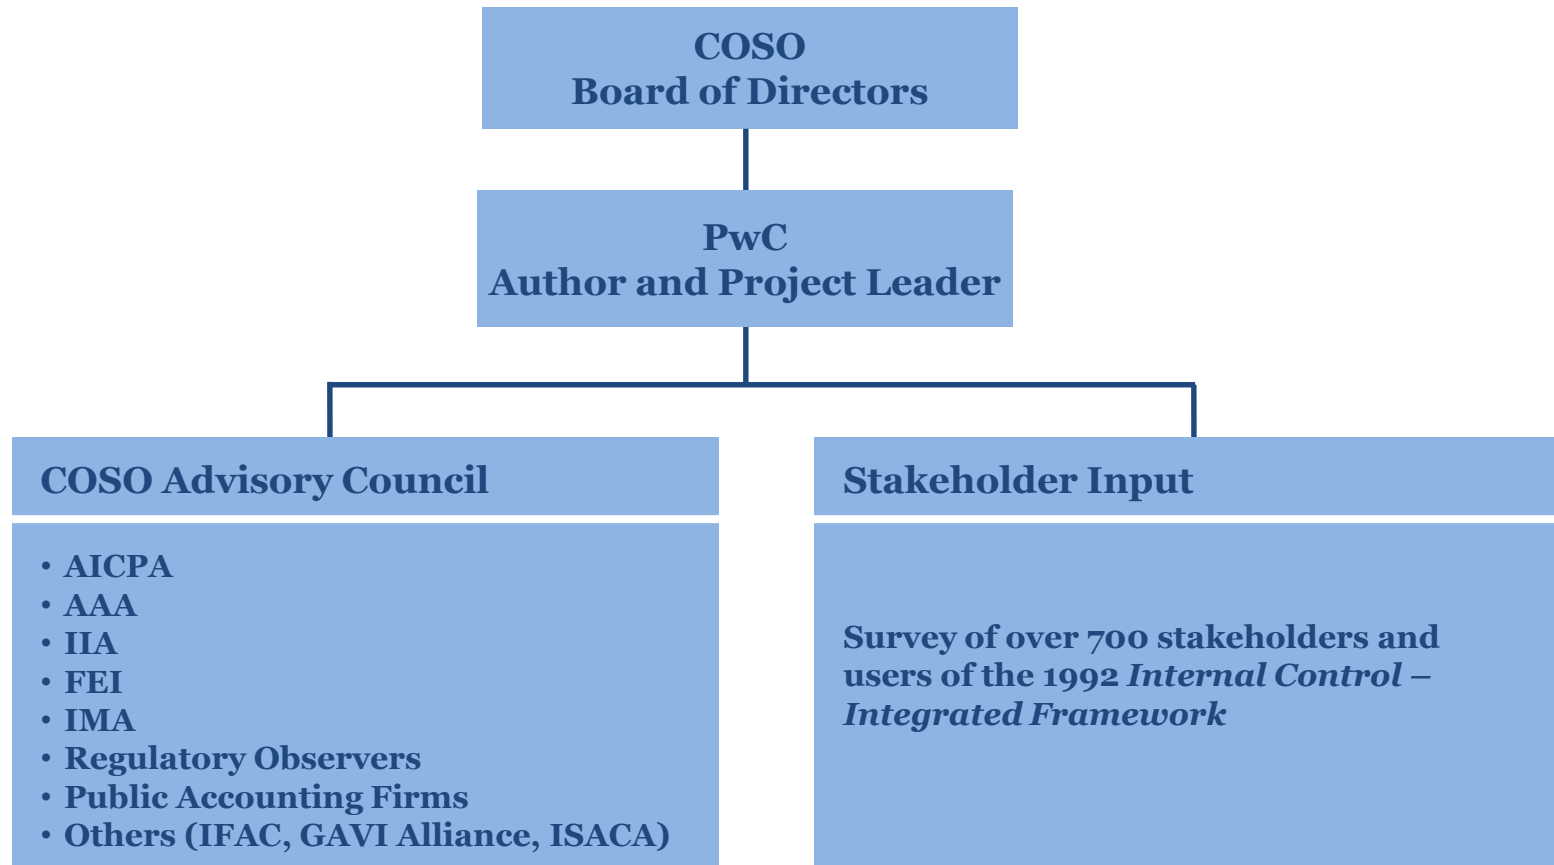 COSO
Board of Directors
PwC
Author and Project Leader
COSO Advisory Council
• AICPA
• AAA
• IIA
• FEI
• IMA
• Regulatory Observers
• Public Accounting Firms
• Others (IFAC, GAVI Alliance, ISACA)
Stakeholder Input
Survey of over 700 stakeholders and
users of the 1992 Internal Control –
Integrated Framework